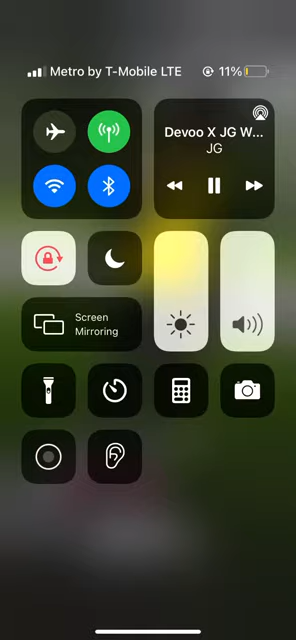 Metro by T-Mobile LTE 11%
Devoo X JG W...
JG
Screen
Mirroring